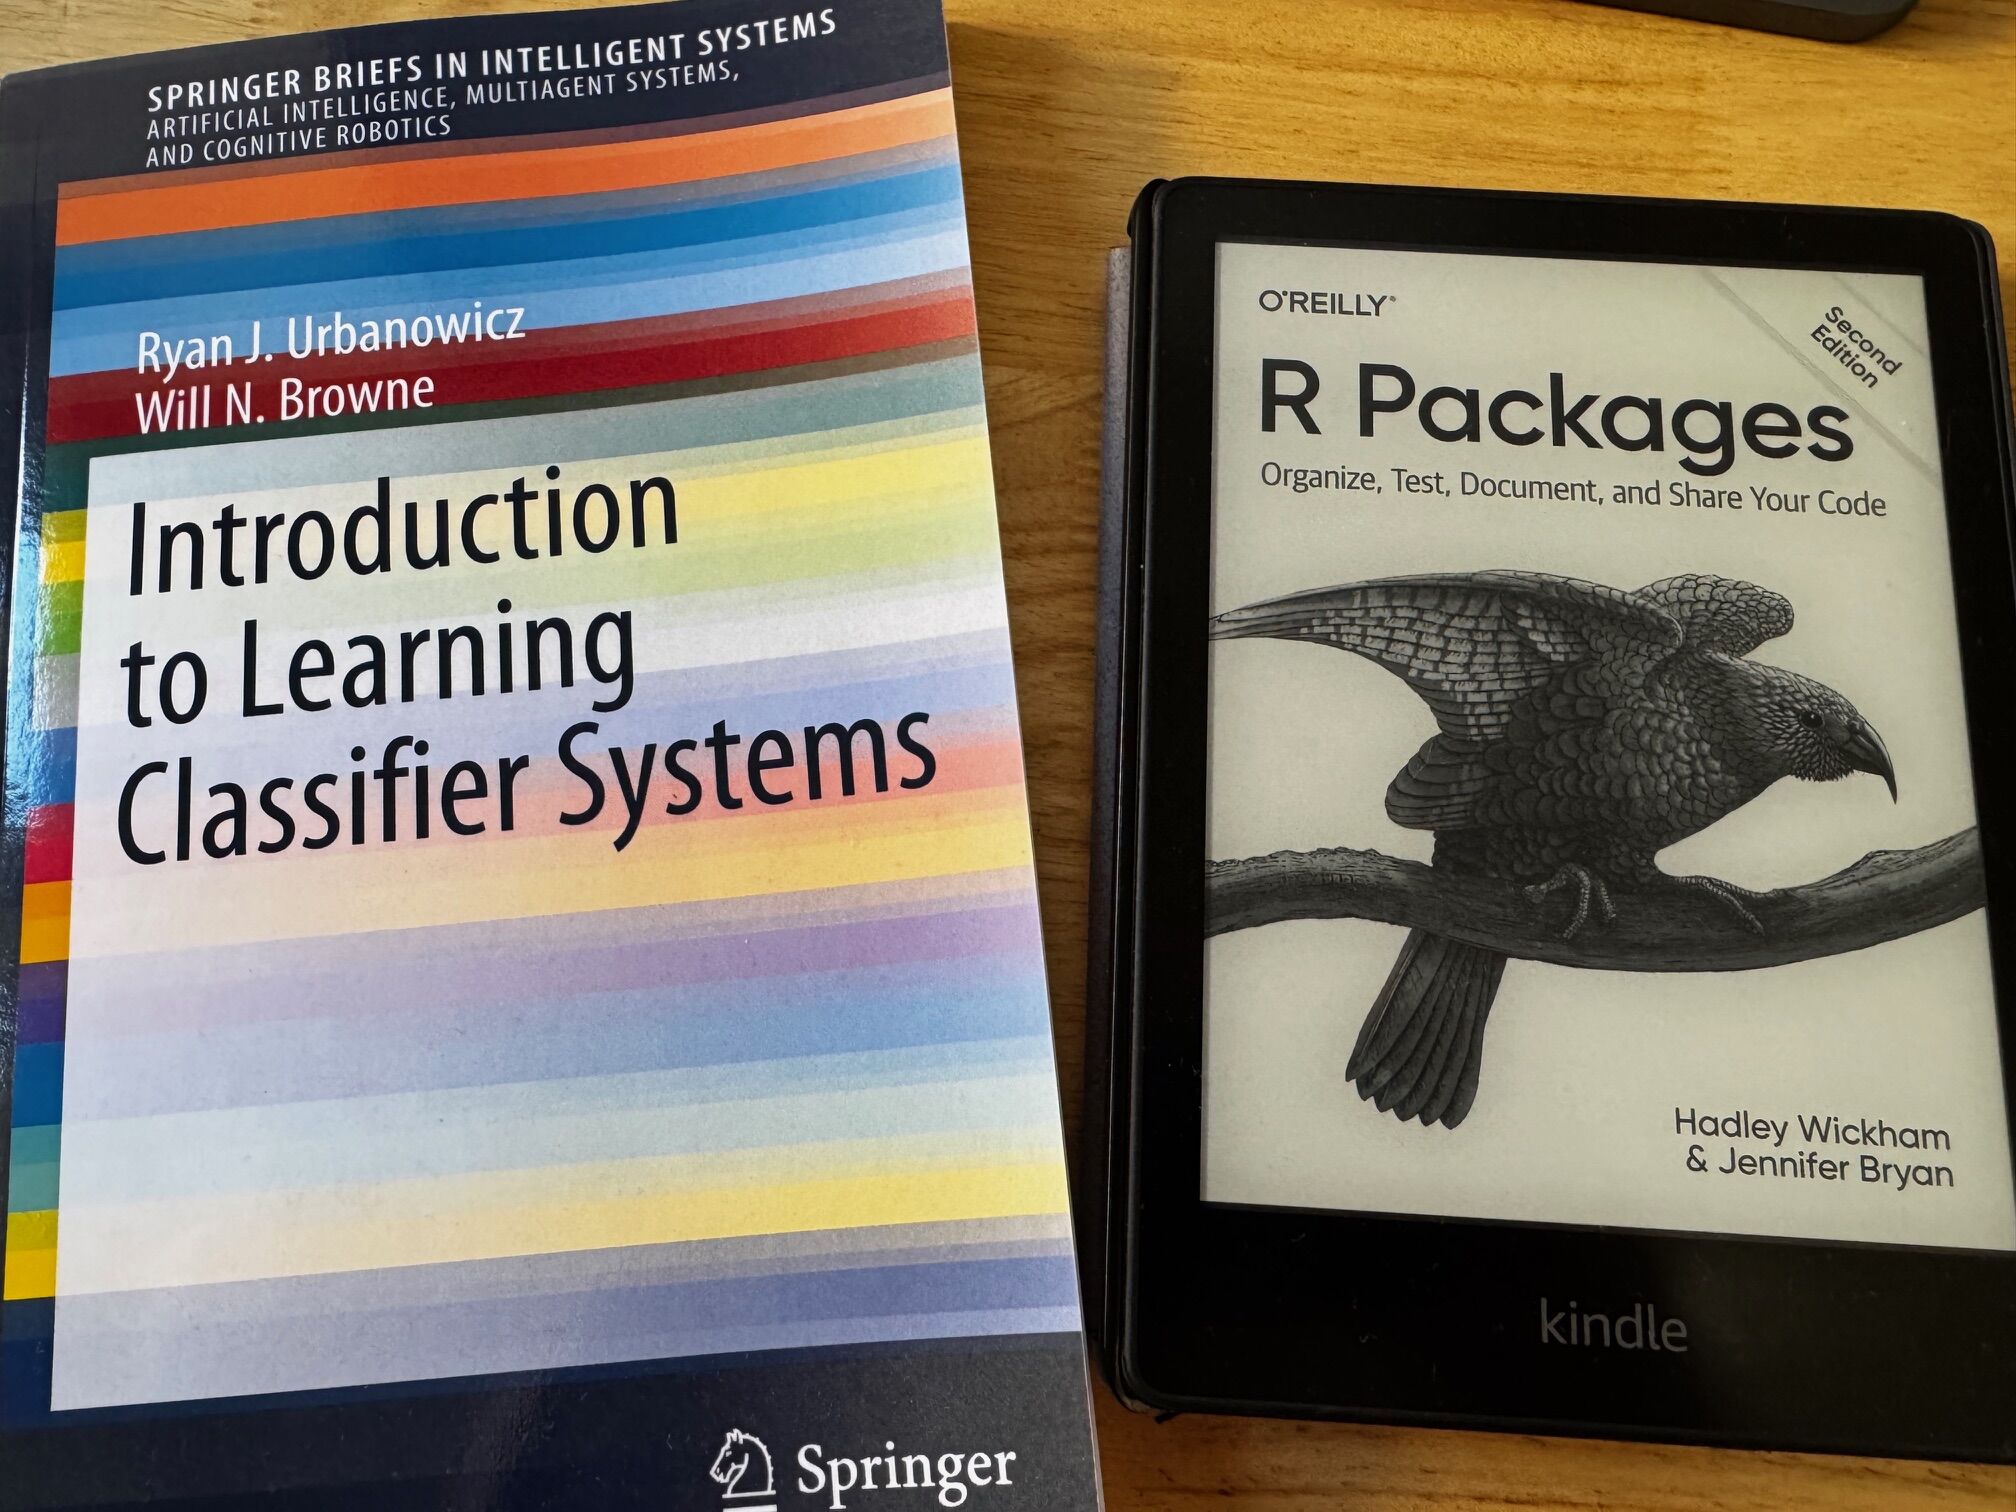 SPRINGER BRIEFS IN INTELLIGENT SYSTEMS
ARTIFICIAL INTELLIGENCE, MULTIAGENT SYSTEMS,
AND COGNITIVE ROBOTICS
Ryan J. Urbanowicz
Will N. Browne
Introduction
to Learning
Classifier Systems
Springer
O'REILLY®
Second
Edition
R Packages
Organize, Test, Document, and Share Your Code
Hadley Wickham
& Jennifer Bryan
kindle